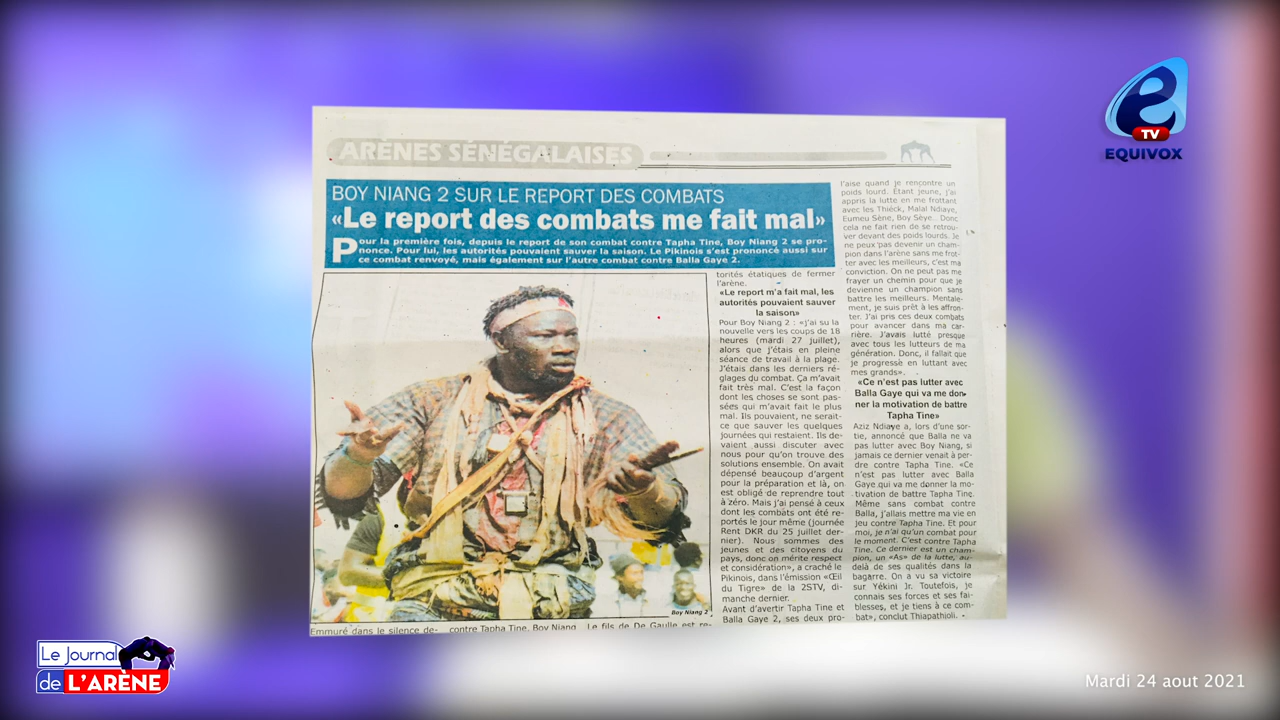 e
TV
EQUIVOX
ARÈNES SÉNÉGALAISES
BOY NIANG 2 SUR LE REPORT DES COMBATS
«Le report des combats me fait mal»
Pour la première fois, depuis le report de son combat contre Tapha Tine, Boy Niang 2 se pro-
nonce. Pour lui, les autorités pouvaient sauver la saison. Le Pikinois s'est prononcé aussi sur
ce combat renvoyé, mais également sur l'autre combat contre Balla Gaye 2.
Boy Niang 2
Emmuré dans le silence de-
contre Tapha Tine, Boy Niang
Le fils de De Gaulle est re-
torités étatiques de fermer
l'arène.
«Le report m'a fait mal, les
autorités pouvaient sauver
la saison»
Pour Boy Niang 2 : «j'ai su la
nouvelle vers les coups de 18
heures (mardi 27 juillet),
alors que j'étais en pleine
séance de travail à la plage.
J'étais dans les derniers ré-
glages du combat. Ça m'avait
fait très mal. C'est la façon
dont les choses se sont pas-
sées qui m'avait fait le plus
mal. Ils pouvaient, ne serait-
ce que sauver les quelques
journées qui restaient. Ils de-
vaient aussi discuter avec
nous pour qu'on trouve des
solutions ensemble. On avait
dépensé beaucoup d'argent
pour la préparation et là, on
est obligé de reprendre tout
à zéro. Mais j'ai pensé à ceux
dont les combats ont été re-
portés le jour même (journée
Rent DKR du 25 juillet der-
nier). Nous sommes des
jeunes et des citoyens du
pays, donc on mérite respect
et considération», a craché le
Pikinois, dans l'émission «Œil
du Tigre» de la 2STV, di-
manche dernier.
Avant d'avertir Tapha Tine et
Balla Gaye 2, ses deux pro-
l'aise quand je rencontre un
poids lourd. Étant jeune, j'ai
appris la lutte en me frottant
avec les Thiéck, Malal Ndiaye,
Eumeu Sène, Boy Sèye. Donc
cela ne fait rien de se retrou-
ver devant des poids lourds. Je
ne peux pas devenir un cham-
pion dans l'arène sans me frot-
ter avec les meilleurs, c'est ma
conviction. On ne peut pas me
frayer un chemin pour que je
devienne un champion sans
battre les meilleurs. Mentale-
ment, je suis prêt à les affron-
ter. J'ai pris ces deux combats
pour avancer dans ma car-
rière. J'avais lutté presque
avec tous les lutteurs de ma
génération. Donc, il fallait que
je progresse en luttant avec
mes grands».
«Ce n'est pas lutter avec
Balla Gaye qui va me don-
ner la motivation de battre
Tapha Tine»
Aziz Ndiaye a, lors d'une sor-
tie, annoncé que Balla ne va
pas lutter avec Boy Niang, si
jamais ce dernier venait à per-
dre contre Tapha Tine. «Ce
n'est pas lutter avec Balla
Gaye qui va me donner la mo-
tivation de battre Tapha Tine.
Même sans combat contre
Balla, j'allais mettre ma vie en
jeu contre Tapha Tine. Et pour
moi, je n'ai qu'un combat pour
le moment. C'est contre Tapha
Tine. Ce dernier est un cham-
pion, un «As» de la lutte, au-
delà de ses qualités dans la
bagarre. On a vu sa victoire
sur Yékini Jr. Toutefois, je
connais ses forces et ses fai-
blesses, et je tiens à ce com-
bat», conclut Thiapathioli.
Le Journal
de L'ARÈNE
Mardi 24 aout 2021